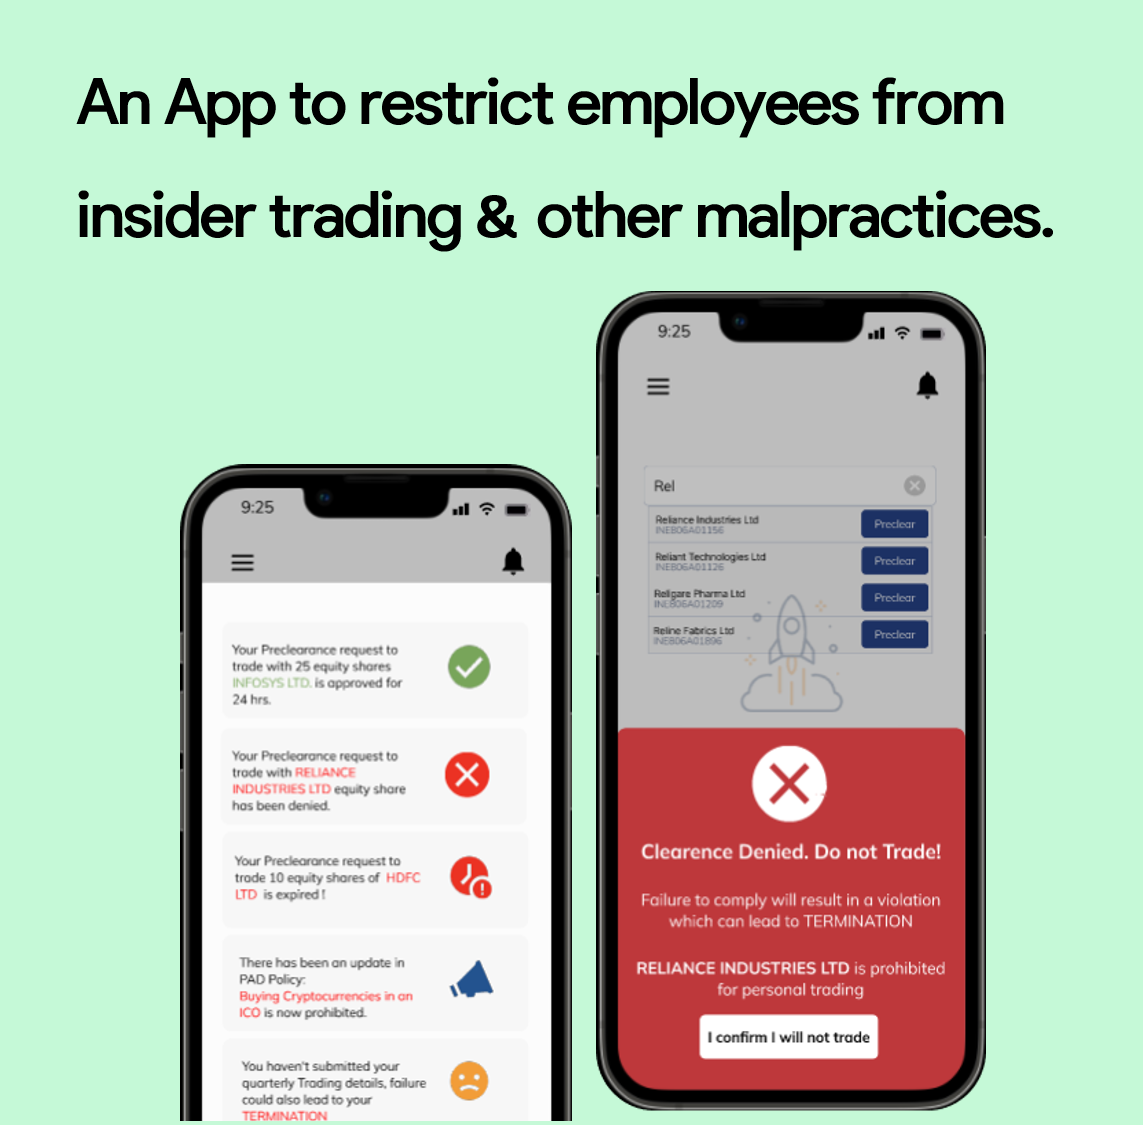 An App to restrict employees from
insider trading & other malpractices.
9:25
Your Preclearance request to
trade with 25 equity shares
INFOSYS LTD. is approved for
24 hrs.
Your Preclearance request to
trade with RELIANCE
INDUSTRIES LTD equity share
has been denied.
Your Preclearance request to
trade 10 equity shares of HDFC
LTD is expired !
There has been an update in
PAD Policy:
Buying Cryptocurrencies in an
ICO is now prohibited.
You haven't submitted your
quarterly Trading details, failure
could also lead to your
TERMINATION
9:25
Rel
Reliance Industries Ltd
INE806A01156
Preclear
Reliant Technologies Ltd
INE806A01126
Preclear
Religare Pharma Ltd
INE806A01209
Preclear
Reline Fabrics Ltd
INE806A01896
Preclear
Clearence Denied. Do not Trade!
Failure to comply will result in a violation
which can lead to TERMINATION
RELIANCE INDUSTRIES LTD is prohibited
for personal trading
I confirm I will not trade